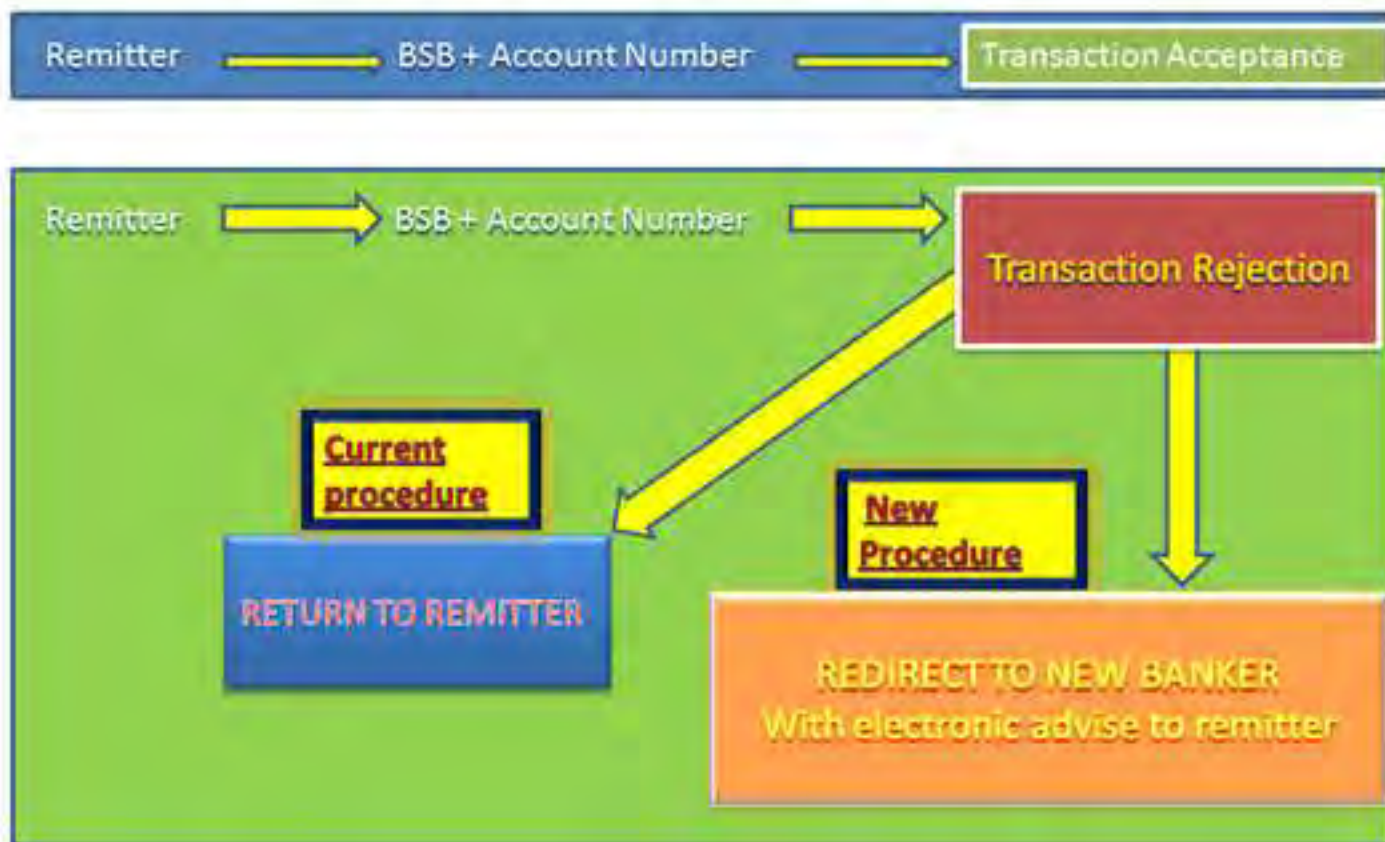 Remitter BSB + Account Number Transaction Acceptance
Remitter BSB + Account Number
Transaction Rejection
Current
procedure
RETURN TO REMITTER
New
Procedure
REDIRECT TO NEW BANKER
With electronic advise to remitter